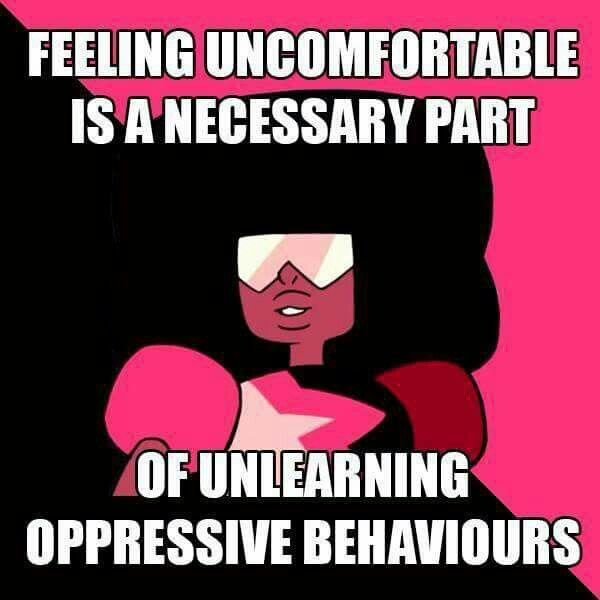 FEELING UNCOMFORTABLE
IS A NECESSARY PART
OF UNLEARNING
OPPRESSIVE BEHAVIOURS